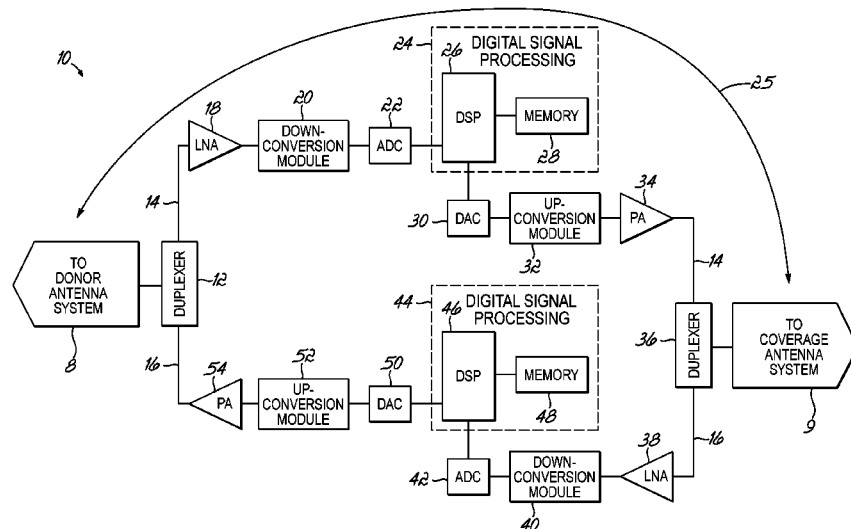 10
18
20
22
24
26
DIGITAL SIGNAL
PROCESSING
25
LNA
DOWN-
CONVERSION
MODULE
ADC
DSP
MEMORY
28
14
30
DAC
UP-
CONVERSION
MODULE
32
34
PA
14
TO
DONOR
ANTENNA
SYSTEM
8
DUPLEXER
12
16
54
PA
52
UP-
CONVERSION
MODULE
50
DAC
44
46
DIGITAL SIGNAL
PROCESSING
DSP
MEMORY
48
36
DUPLEXER
TO
COVERAGE
ANTENNA
SYSTEM
9
16
42
ADC
DOWN-
CONVERSION
MODULE
40
38
LNA